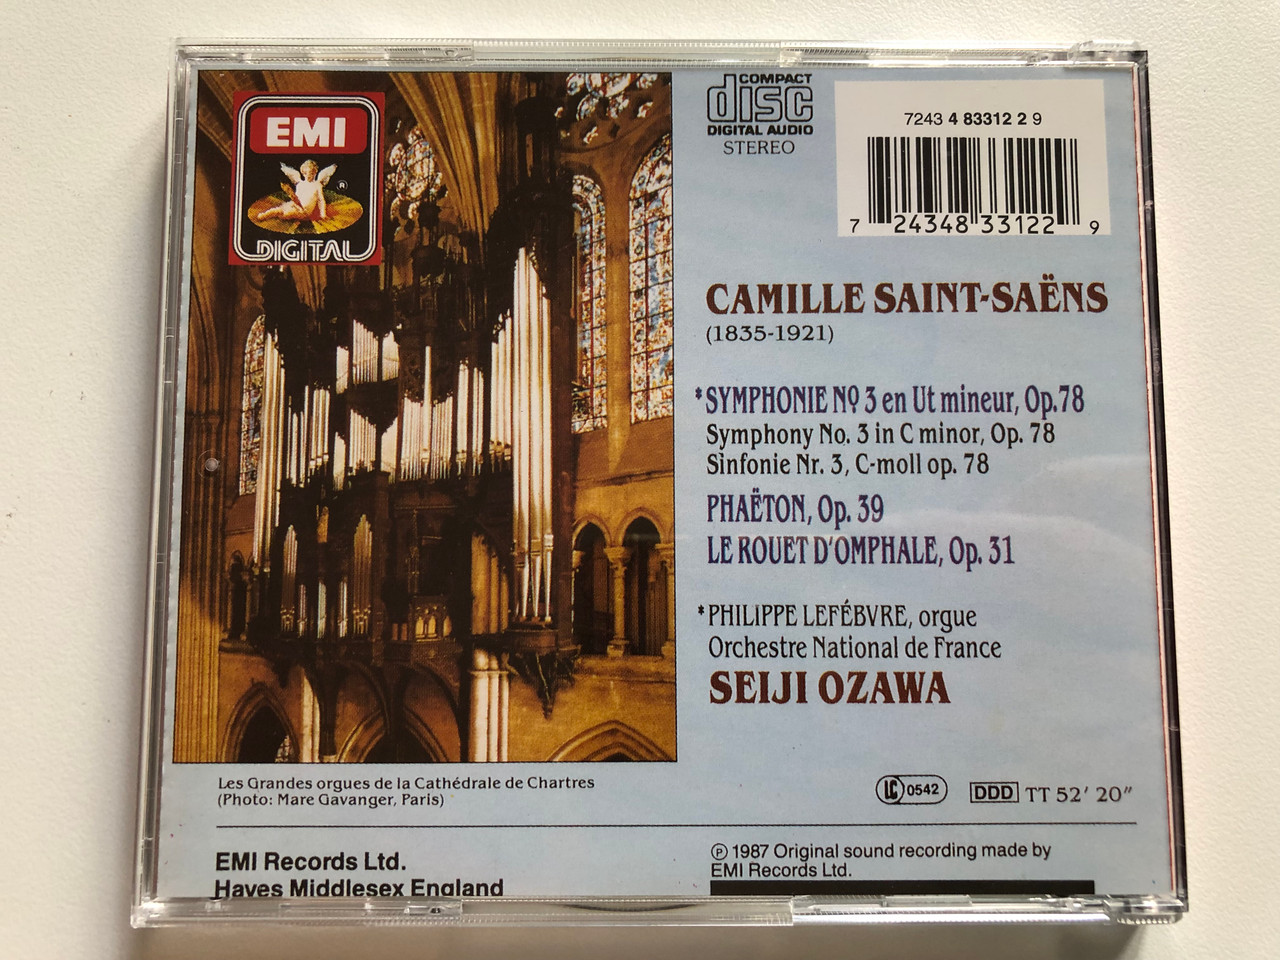 EMI
®
DIGITAL
COMPACT
disc
DIGITAL AUDIO
STEREO
7243 4 83312 2 9
7 24348 33122 9
CAMILLE SAINT-SAËNS
(1835-1921)
*SYMPHONIE Nº 3 en Ut mineur, Op.78
Symphony No. 3 in C minor, Op. 78
Sinfonie Nr. 3, C-moll op. 78
PHAËTON, Op. 39
LE ROUET D'OMPHALE, Op. 31
*PHILIPPE LEFÉBVRE, orgue
Orchestre National de France
SEIJI OZAWA
Les Grandes orgues de la Cathédrale de Chartres
(Photo: Mare Gavanger, Paris)
LC 0542
DDD TT 52′ 20″
EMI Records Ltd.
Hayes Middlesex England
℗ 1987 Original sound recording made by
EMI Records Ltd.